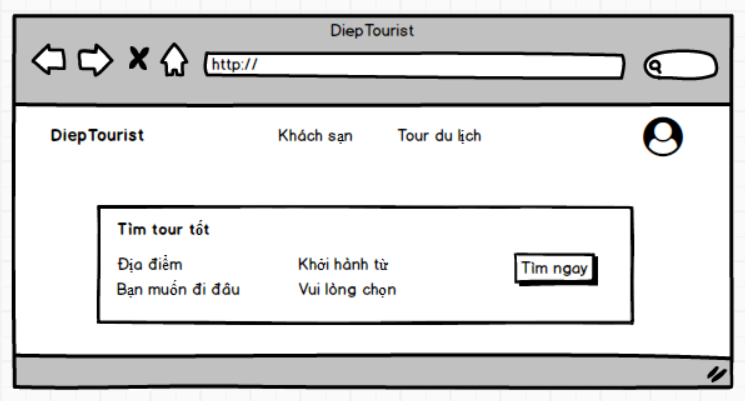 DiepTourist
http://
DiepTourist Khách sạn Tour du lịch
Tìm tour tốt
Địa điểm Khởi hành từ
Bạn muốn đi đâu Vui lòng chọn
Tìm ngay